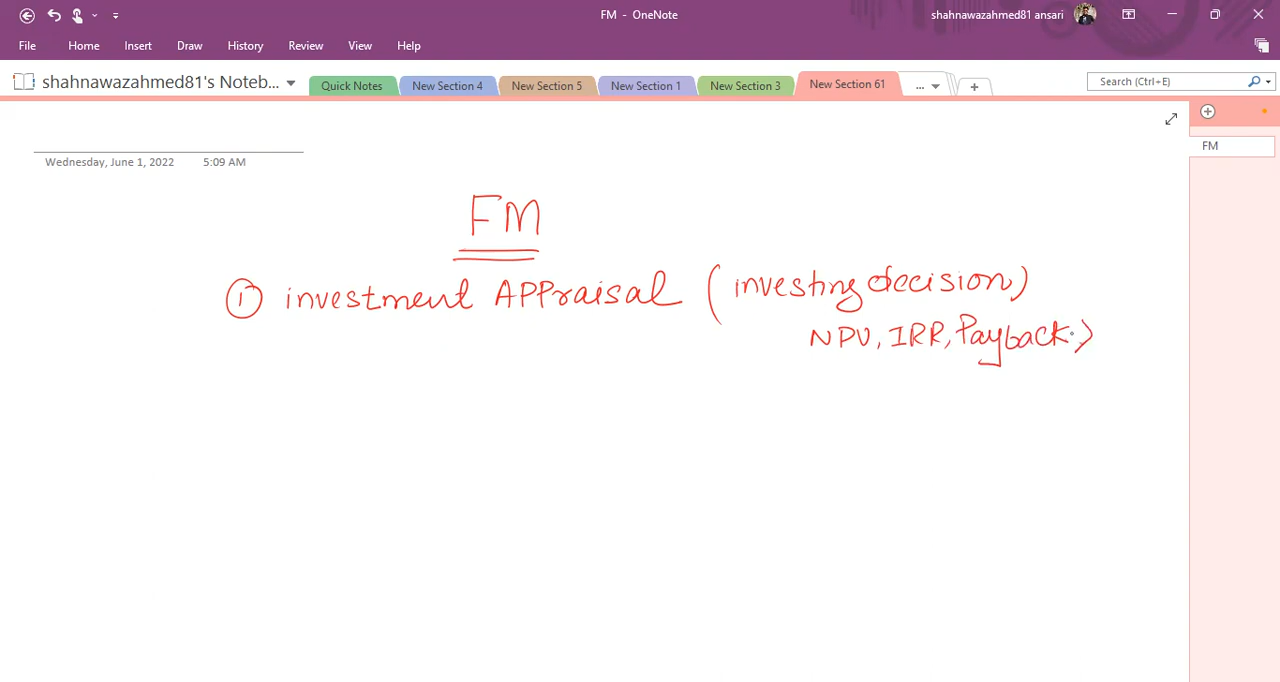 FM - OneNote
shahnawazahmed81 ansari
File Home Insert Draw History Review View Help
shahnawazahmed81's Noteb...
Quick Notes New Section 4 New Section 5 New Section 1 New Section 3 New Section 61 ...
Search (Ctrl+E)
FM
Wednesday, June 1, 2022 5:09 AM
FM
① investment APPraisal (investing decision)
NPV, IRR, Payback)